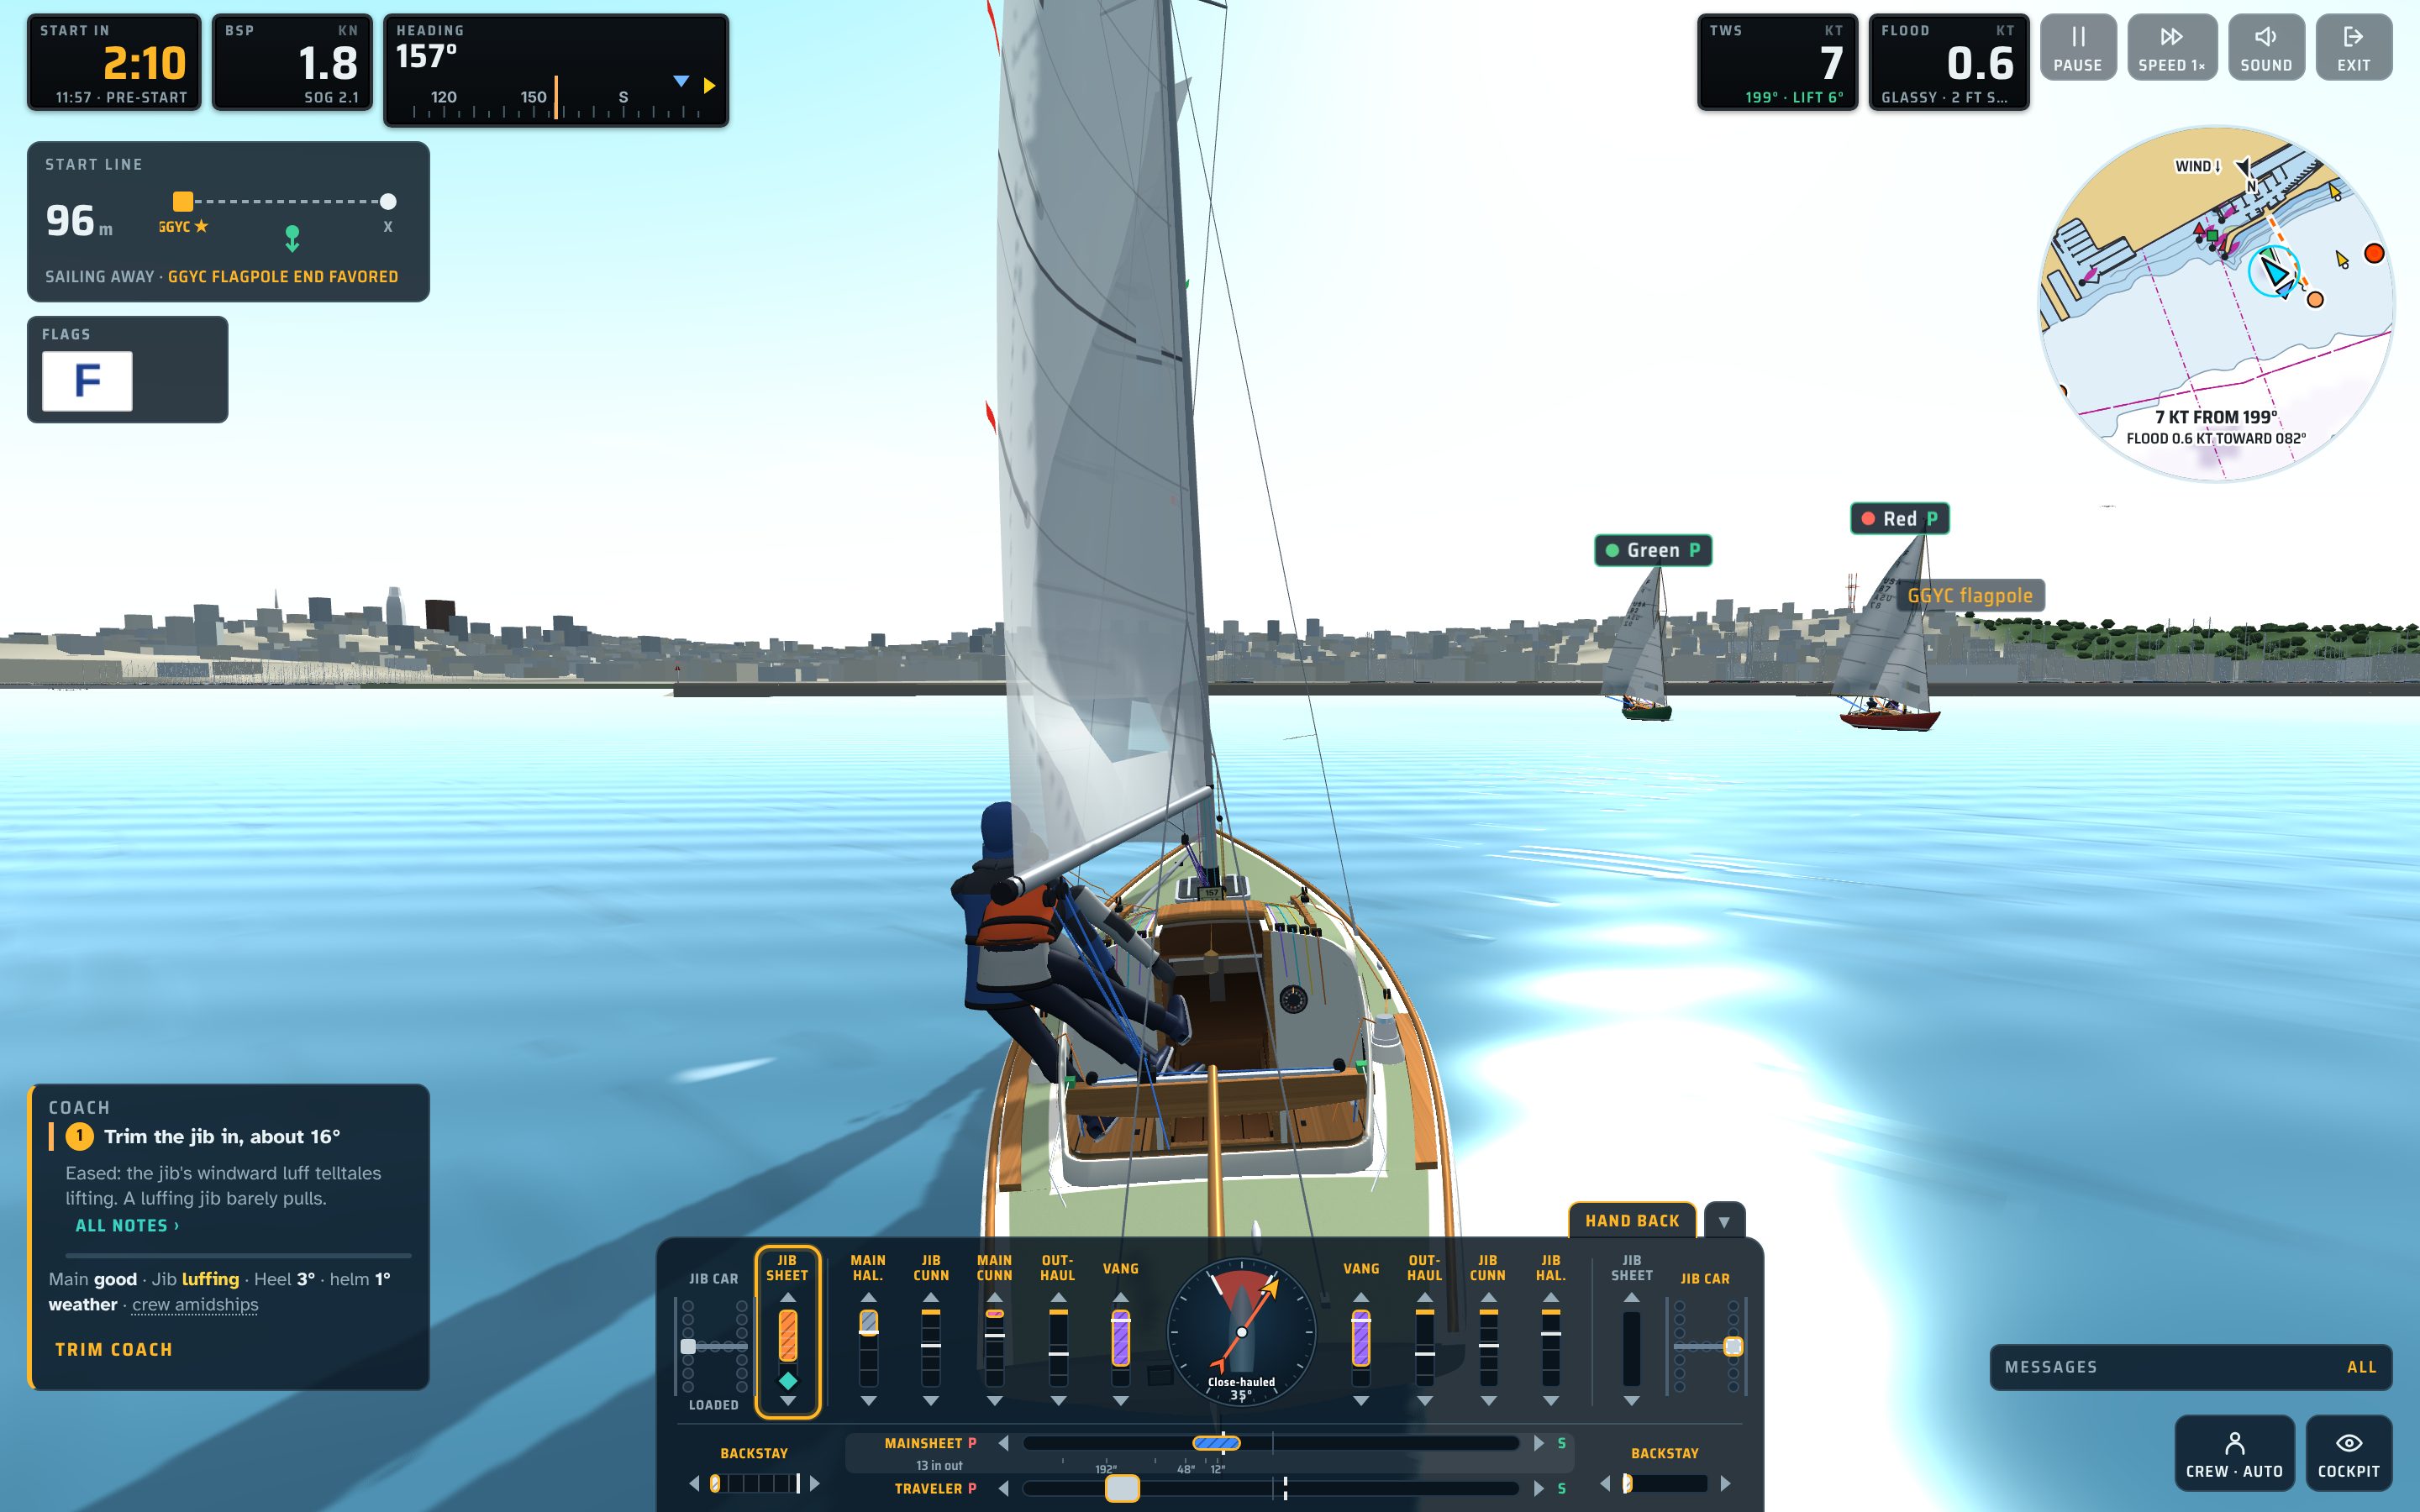 START IN
2:10
11:57 · PRE-START
BSP KN
1.8
SOG 2.1
HEADING
157°
120 150 S
TWS KT
7
199° · LIFT 6°
FLOOD KT
0.6
GLASSY · 2 FT S...
PAUSE
SPEED 1×
SOUND
EXIT
START LINE
96 m
GGYC ★ X
SAILING AWAY · GGYC FLAGPOLE END FAVORED
FLAGS
F
WIND ↓
N
7 KT FROM 199°
FLOOD 0.6 KT TOWARD 082°
Red P
Green P
GGYC flagpole
157
COACH
1 Trim the jib in, about 16°
Eased: the jib's windward luff telltales
lifting. A luffing jib barely pulls.
ALL NOTES ›
Main good · Jib luffing · Heel 3° · helm 1°
weather · crew amidships
TRIM COACH
HAND BACK ▼
JIB CAR
LOADED
JIB SHEET
MAIN HAL.
JIB CUNN
MAIN CUNN
OUT-HAUL
VANG
Close-hauled
35°
VANG
OUT-HAUL
JIB CUNN
JIB HAL.
JIB SHEET
JIB CAR
BACKSTAY
MAINSHEET P S
13 in out
192" 48" 12"
TRAVELER P S
BACKSTAY
MESSAGES ALL
CREW · AUTO
COCKPIT